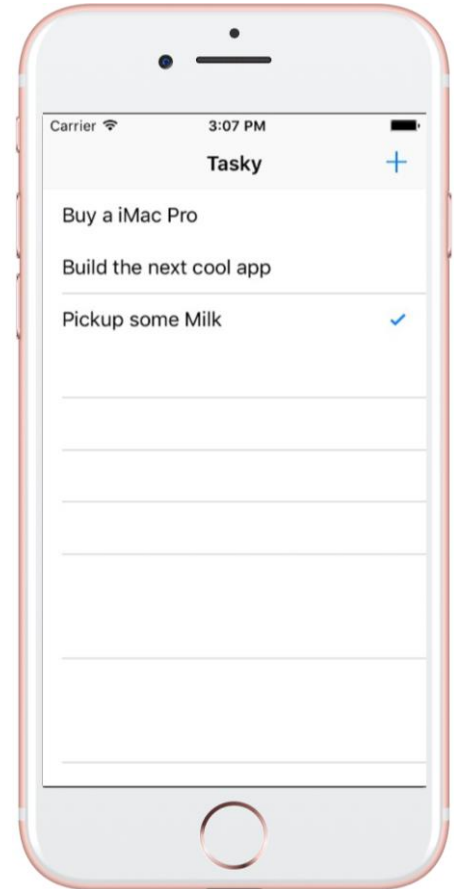 Carrier 3:07 PM
Tasky +
Buy a iMac Pro
Build the next cool app
Pickup some Milk